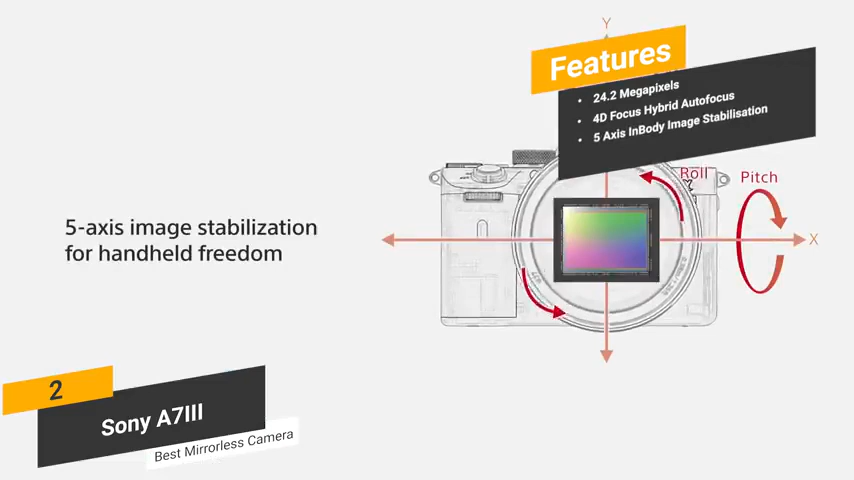 Y
Features
• 24.2 Megapixels
• 4D Focus Hybrid Autofocus
• 5 Axis InBody Image Stabilisation
Roll
Pitch
5-axis image stabilization
for handheld freedom
X
2
Sony A7III
Best Mirrorless Camera